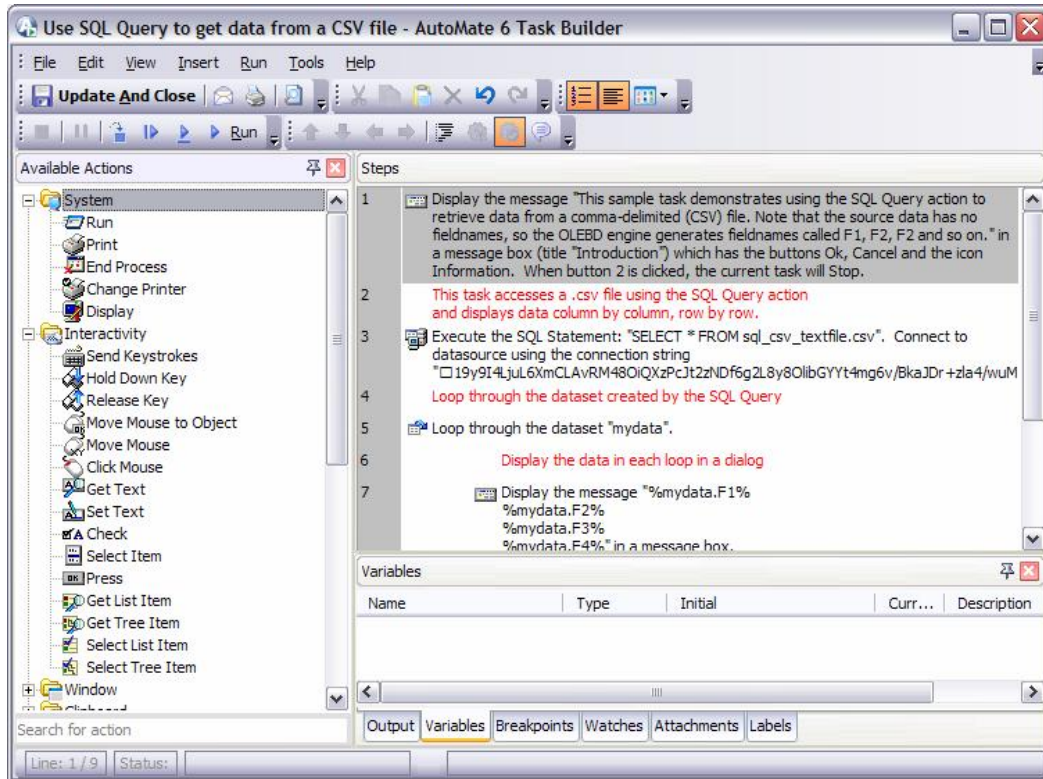 Use SQL Query to get data from a CSV file - AutoMate 6 Task Builder
File Edit View Insert Run Tools Help
Update And Close
Run
Available Actions
System
Run
Print
End Process
Change Printer
Display
Interactivity
Send Keystrokes
Hold Down Key
Release Key
Move Mouse to Object
Move Mouse
Click Mouse
Get Text
Set Text
Check
Select Item
Press
Get List Item
Get Tree Item
Select List Item
Select Tree Item
Window
Search for action
Steps
1 Display the message "This sample task demonstrates using the SQL Query action to
retrieve data from a comma-delimited (CSV) file. Note that the source data has no
fieldnames, so the OLEBD engine generates fieldnames called F1, F2, F2 and so on." in
a message box (title "Introduction") which has the buttons Ok, Cancel and the icon
Information. When button 2 is clicked, the current task will Stop.
2 This task accesses a .csv file using the SQL Query action
and displays data column by column, row by row.
3 Execute the SQL Statement: "SELECT * FROM sql_csv_textfile.csv". Connect to
datasource using the connection string
"□19y9I4LjuL6XmCLAvRM48OiQXzPcJt2zNDf6g2L8y8OlibGYYt4mg6v/BkaJDr+zla4/wuM
4 Loop through the dataset created by the SQL Query
5 Loop through the dataset "mydata".
6 Display the data in each loop in a dialog
7 Display the message "%mydata.F1%
%mydata.F2%
%mydata.F3%
%mydata.F4%" in a message box.
Variables
Name Type Initial Curr... Description
Output Variables Breakpoints Watches Attachments Labels
Line: 1 / 9 Status: